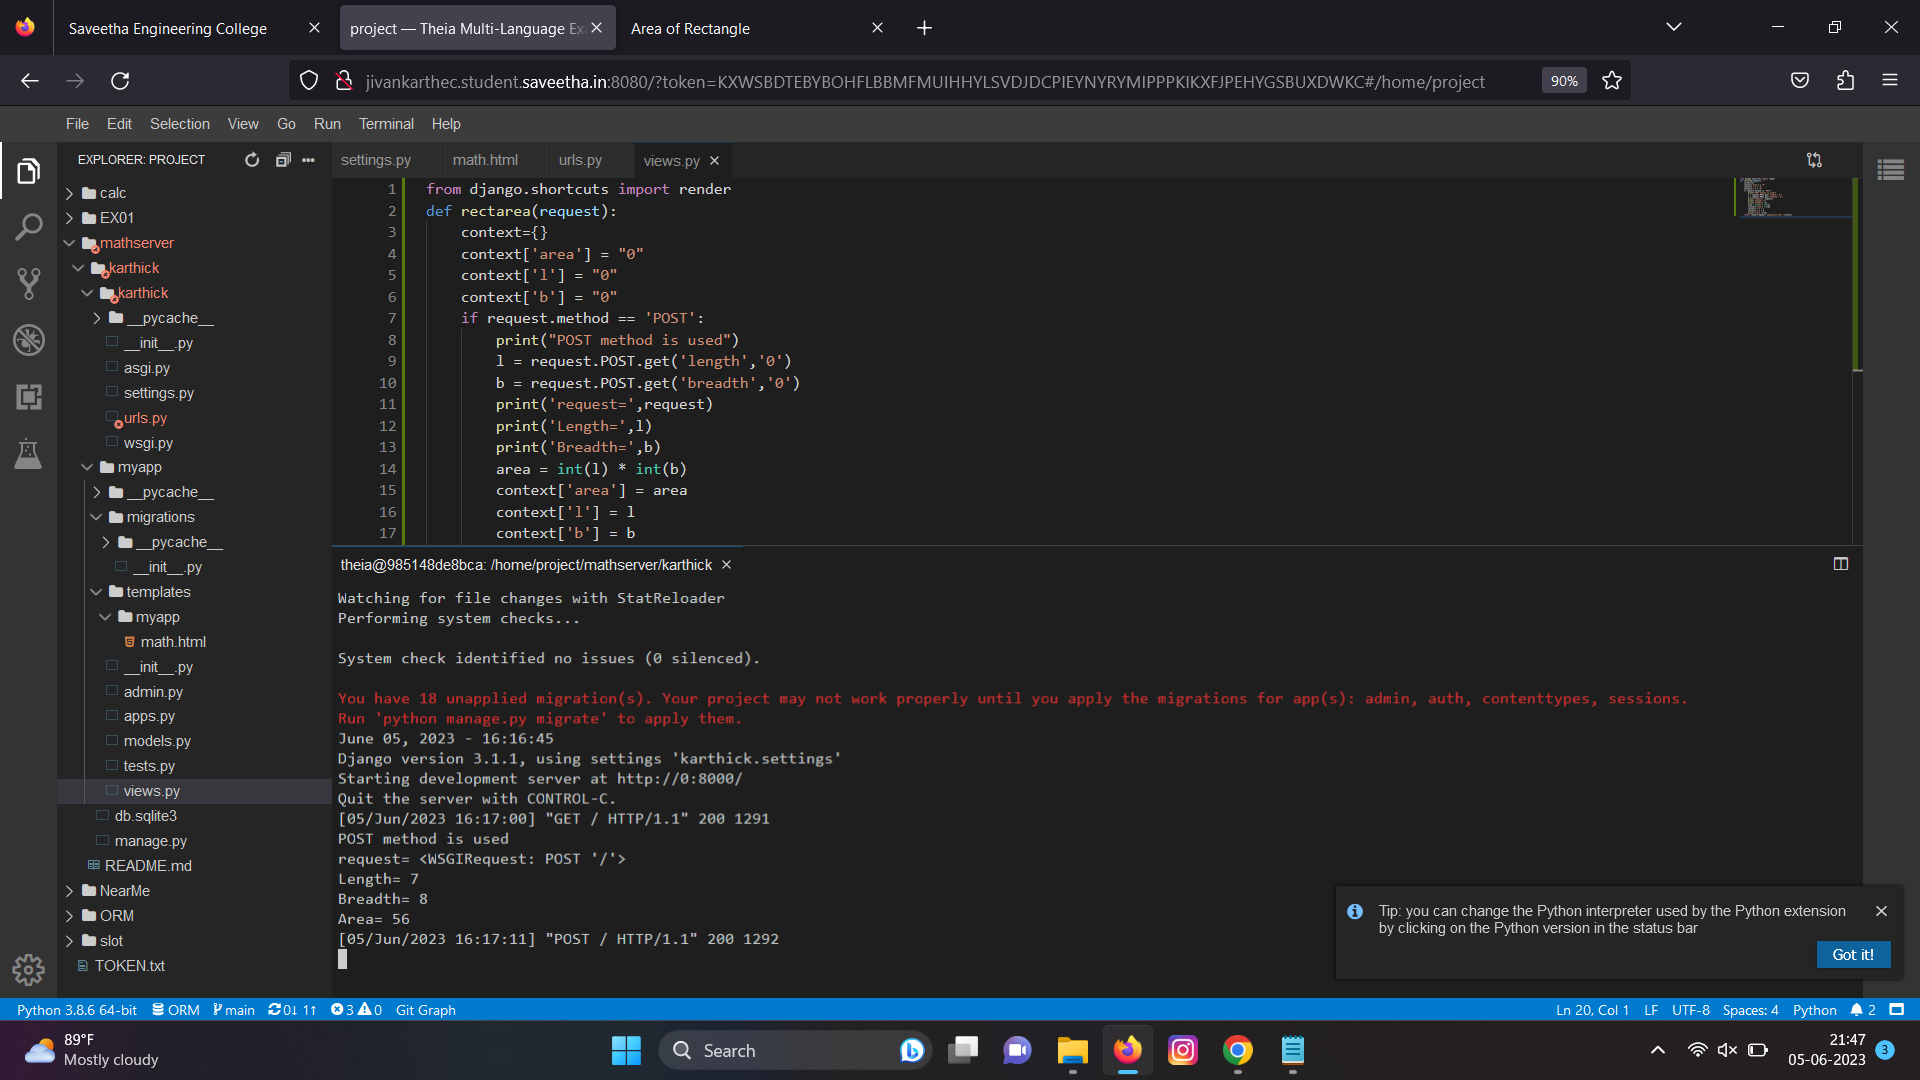 Saveetha Engineering College
project — Theia Multi-Language Ex
Area of Rectangle
jivankarthec.student.saveetha.in:8080/?token=KXWSBDTEBYBOHFLBBMFMUIHHYLSVDJDCPIEYNYRYMIPPPKIKXFJPEHYGSBUXDWKC#/home/project
90%
File Edit Selection View Go Run Terminal Help
EXPLORER: PROJECT
calc
EX01
mathserver
karthick
karthick
__pycache__
__init__.py
asgi.py
settings.py
urls.py
wsgi.py
myapp
__pycache__
migrations
__pycache__
__init__.py
templates
myapp
math.html
__init__.py
admin.py
apps.py
models.py
tests.py
views.py
db.sqlite3
manage.py
README.md
NearMe
ORM
slot
TOKEN.txt
settings.py math.html urls.py views.py
1 from django.shortcuts import render
2 def rectarea(request):
3 context={}
4 context['area'] = "0"
5 context['l'] = "0"
6 context['b'] = "0"
7 if request.method == 'POST':
8 print("POST method is used")
9 l = request.POST.get('length','0')
10 b = request.POST.get('breadth','0')
11 print('request=',request)
12 print('Length=',l)
13 print('Breadth=',b)
14 area = int(l) * int(b)
15 context['area'] = area
16 context['l'] = l
17 context['b'] = b
theia@985148de8bca: /home/project/mathserver/karthick
Watching for file changes with StatReloader
Performing system checks...
System check identified no issues (0 silenced).
You have 18 unapplied migration(s). Your project may not work properly until you apply the migrations for app(s): admin, auth, contenttypes, sessions.
Run 'python manage.py migrate' to apply them.
June 05, 2023 - 16:16:45
Django version 3.1.1, using settings 'karthick.settings'
Starting development server at http://0:8000/
Quit the server with CONTROL-C.
[05/Jun/2023 16:17:00] "GET / HTTP/1.1" 200 1291
POST method is used
request= <WSGIRequest: POST '/'>
Length= 7
Breadth= 8
Area= 56
[05/Jun/2023 16:17:11] "POST / HTTP/1.1" 200 1292
Tip: you can change the Python interpreter used by the Python extension
by clicking on the Python version in the status bar
Got it!
Python 3.8.6 64-bit ORM main 0↓ 1↑ 3 0 Git Graph
Ln 20, Col 1 LF UTF-8 Spaces: 4 Python 2
89°F
Mostly cloudy
Search
21:47
05-06-2023
3